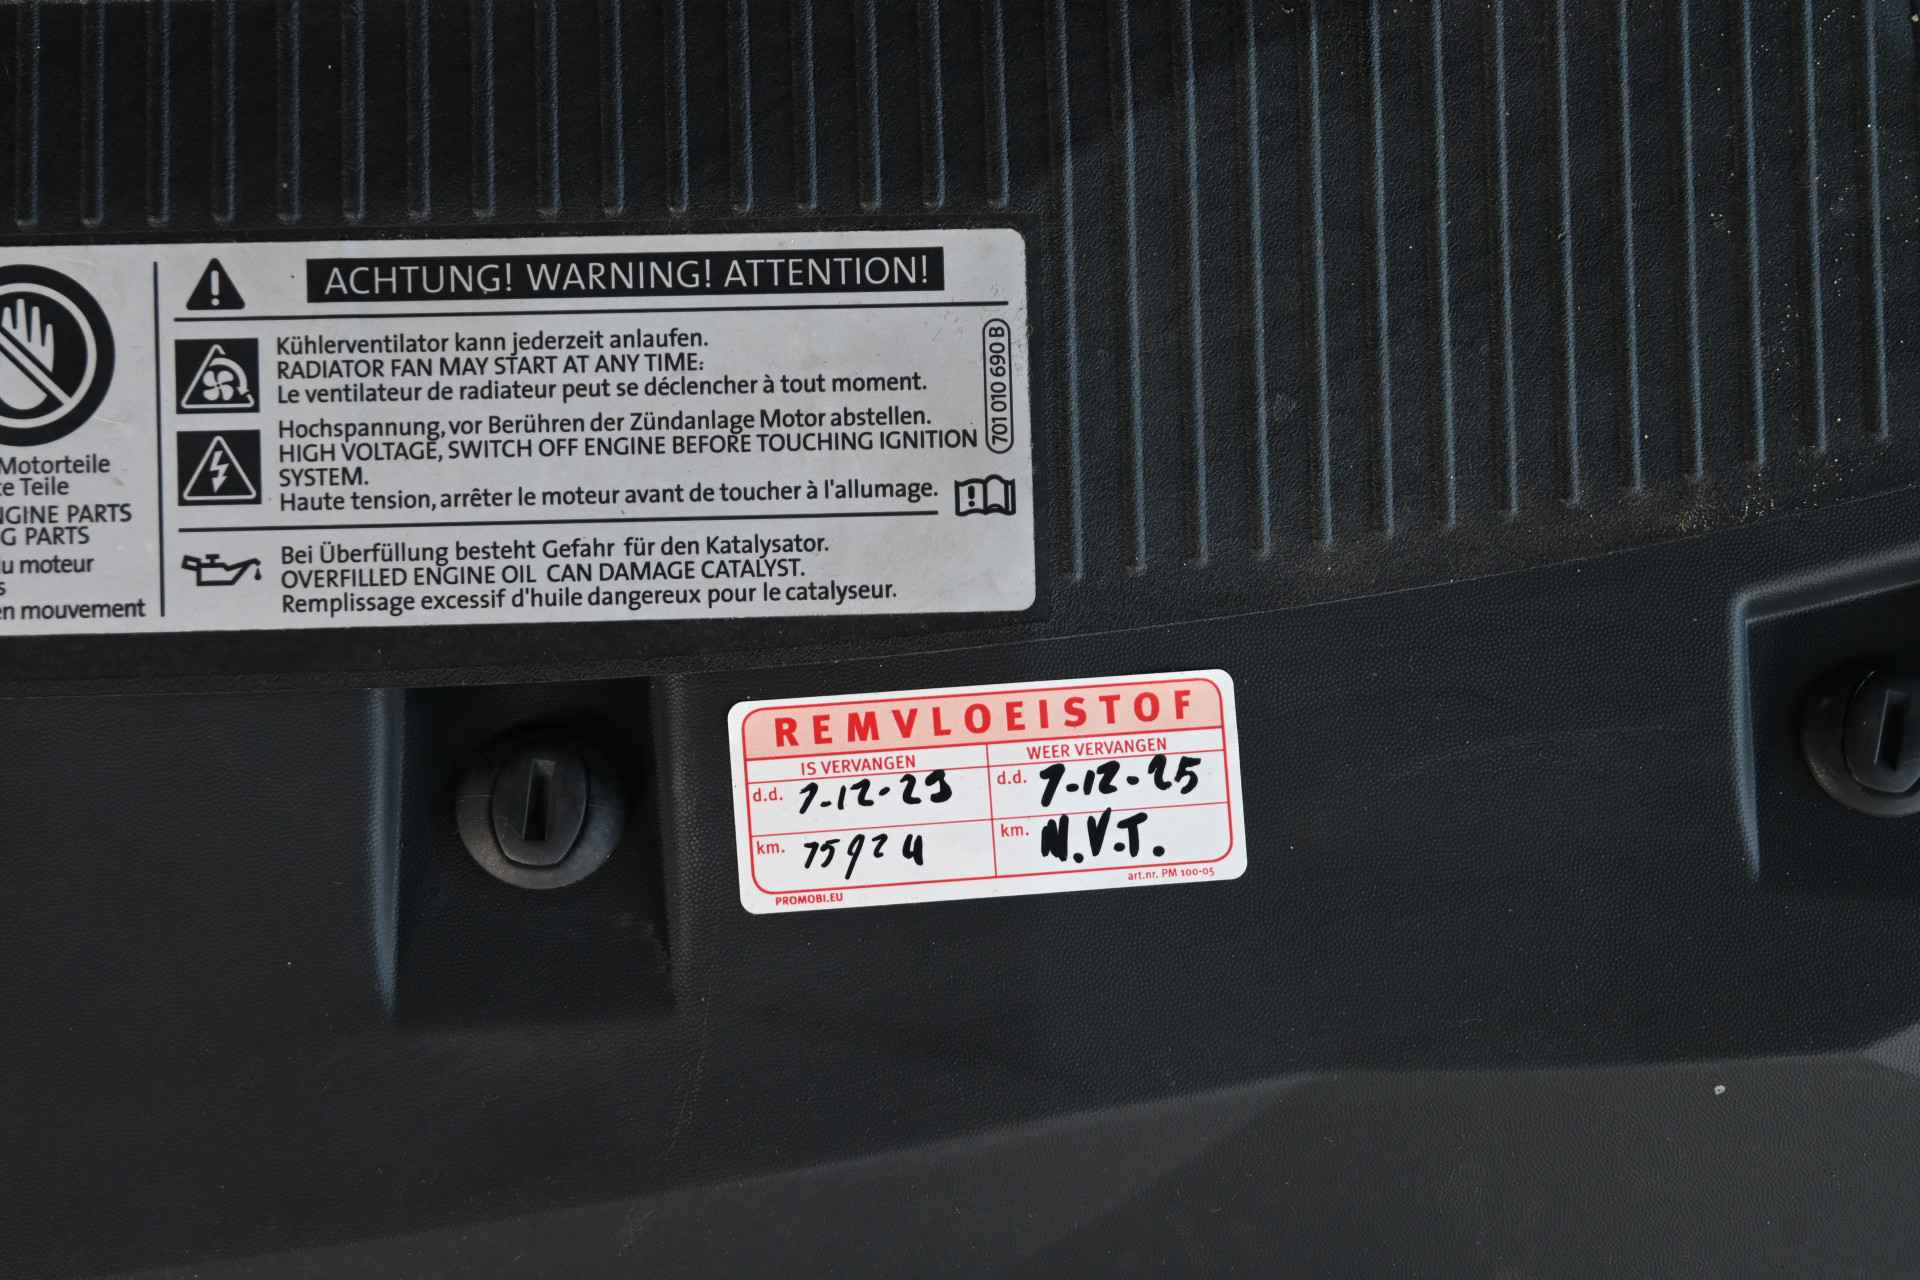 Motorteile
te Teile
NGINE PARTS
G PARTS
du moteur
s
en mouvement
ACHTUNG! WARNING! ATTENTION!
Kühlerventilator kann jederzeit anlaufen.
RADIATOR FAN MAY START AT ANY TIME:
Le ventilateur de radiateur peut se déclencher à tout moment.
Hochspannung, vor Berühren der Zündanlage Motor abstellen.
HIGH VOLTAGE, SWITCH OFF ENGINE BEFORE TOUCHING IGNITION
SYSTEM.
Haute tension, arrêter le moteur avant de toucher à l'allumage.
Bei Überfüllung besteht Gefahr für den Katalysator.
OVERFILLED ENGINE OIL CAN DAMAGE CATALYST.
Remplissage excessif d'huile dangereux pour le catalyseur.
701 010 690 B
REMVLOEISTOF
IS VERVANGEN
WEER VERVANGEN
d.d. 7-12-23
d.d. 7-12-25
km. 75924
km. N.V.T.
PROMOBI.EU
art.nr. PM 100-05